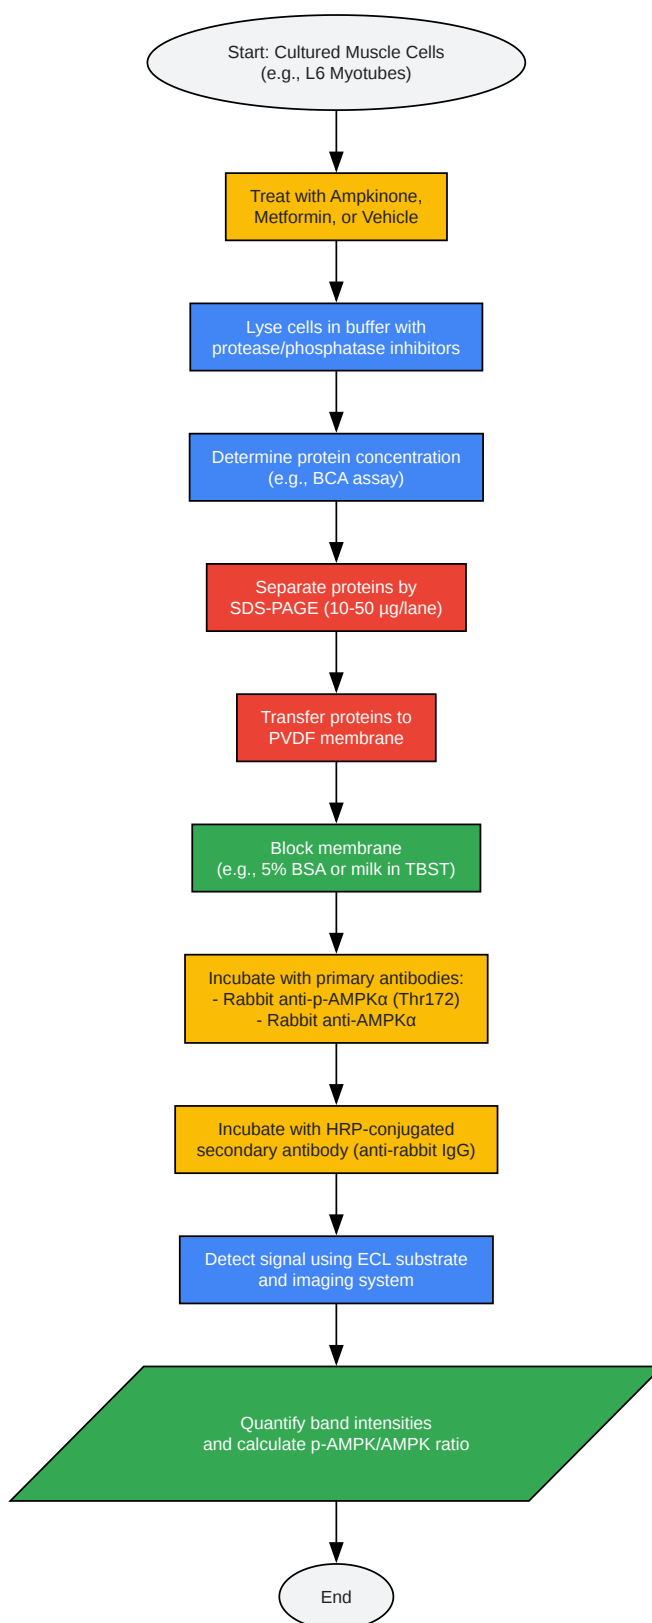 Start: Cultured Muscle Cells
(e.g., L6 Myotubes)
Treat with Ampkinone,
Metformin, or Vehicle
Lyse cells in buffer with
protease/phosphatase inhibitors
Determine protein concentration
(e.g., BCA assay)
Separate proteins by
SDS-PAGE (10-50 µg/lane)
Transfer proteins to
PVDF membrane
Block membrane
(e.g., 5% BSA or milk in TBST)
Incubate with primary antibodies:
- Rabbit anti-p-AMPKα (Thr172)
- Rabbit anti-AMPKα
Incubate with HRP-conjugated
secondary antibody (anti-rabbit IgG)
Detect signal using ECL substrate
and imaging system
Quantify band intensities
and calculate p-AMPK/AMPK ratio
End